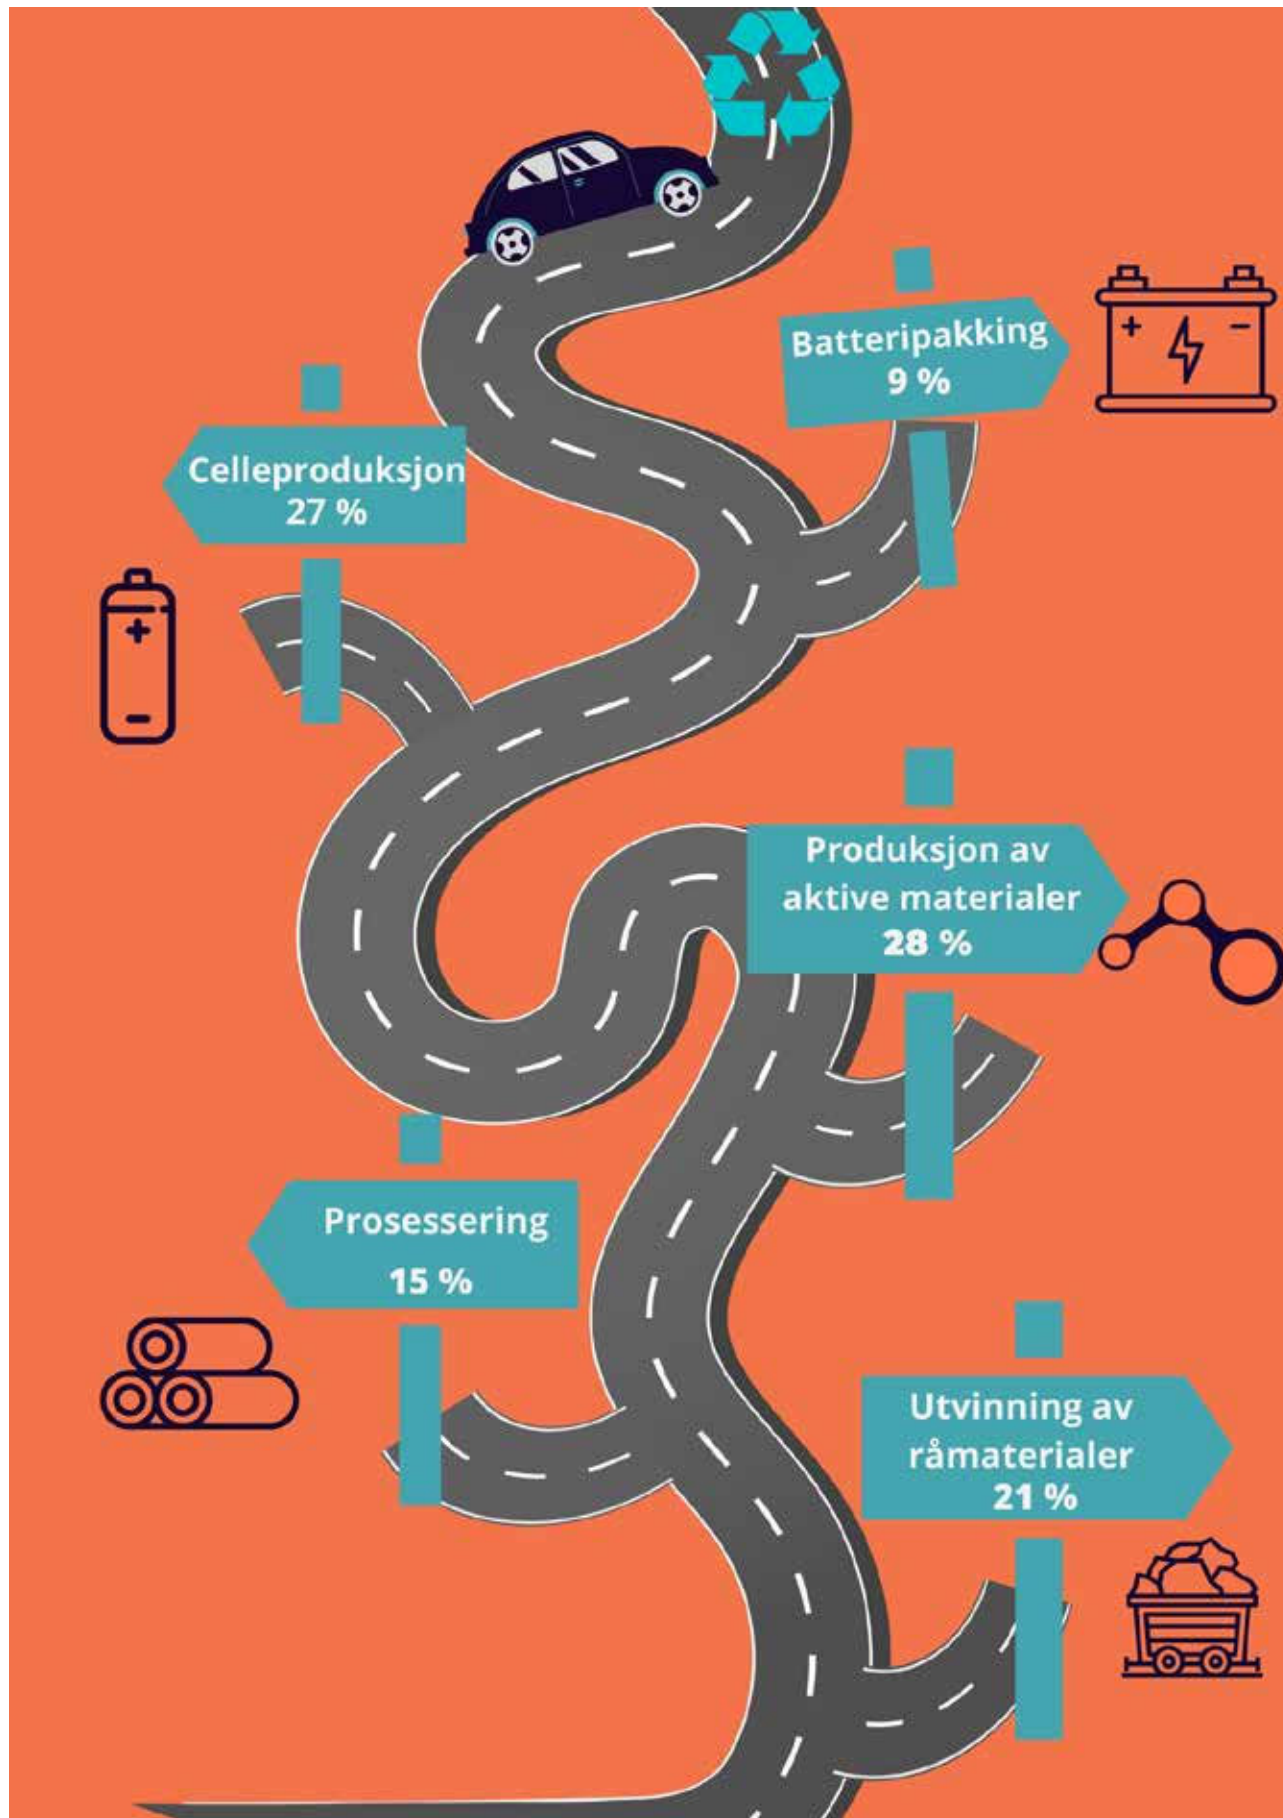 Batteripakking
9 %
Celleproduksjon
27 %
Produksjon av
aktive materialer
28 %
Prosessering
15 %
Utvinning av
råmaterialer
21 %